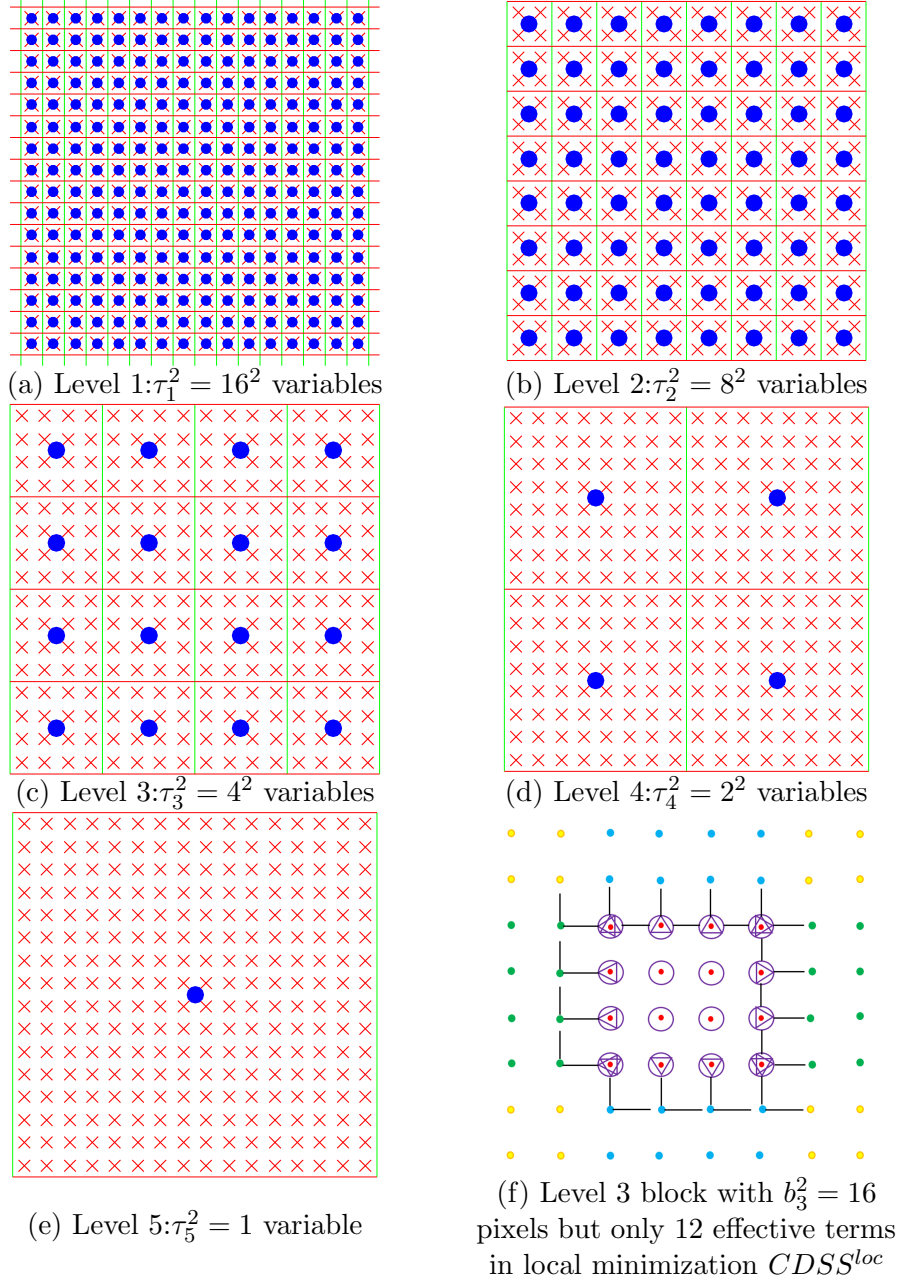 (a) Level 1:τ₁² = 16² variables
(b) Level 2:τ₂² = 8² variables
(c) Level 3:τ₃² = 4² variables
(d) Level 4:τ₄² = 2² variables
(e) Level 5:τ₅² = 1 variable
(f) Level 3 block with b₃² = 16
pixels but only 12 effective terms
in local minimization CDSSˡᵒᶜ